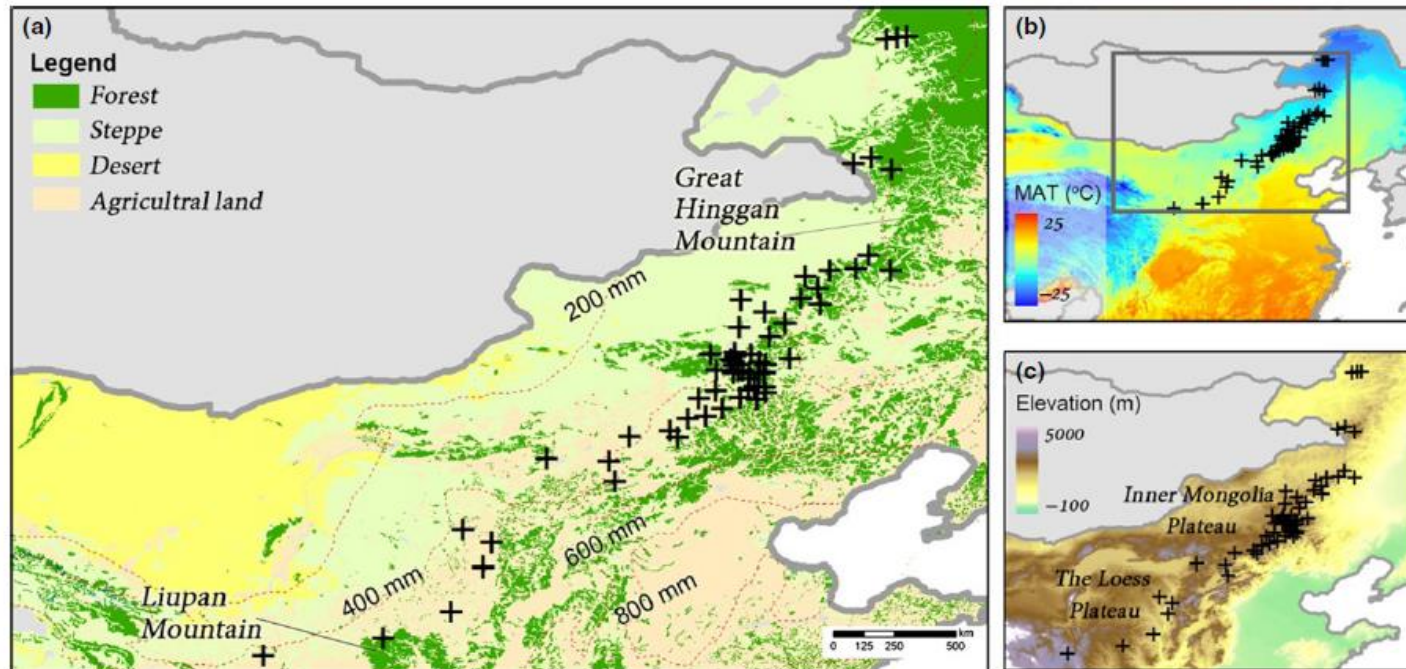 (a)
Legend
Forest
Steppe
Desert
Agricultral land
Great
Hinggan
Mountain
200 mm
400 mm
600 mm
800 mm
Liupan
Mountain
0 125 250 500 km
(b)
MAT (°C)
25
-25
(c)
Elevation (m)
5000
-100
Inner Mongolia
Plateau
The Loess
Plateau